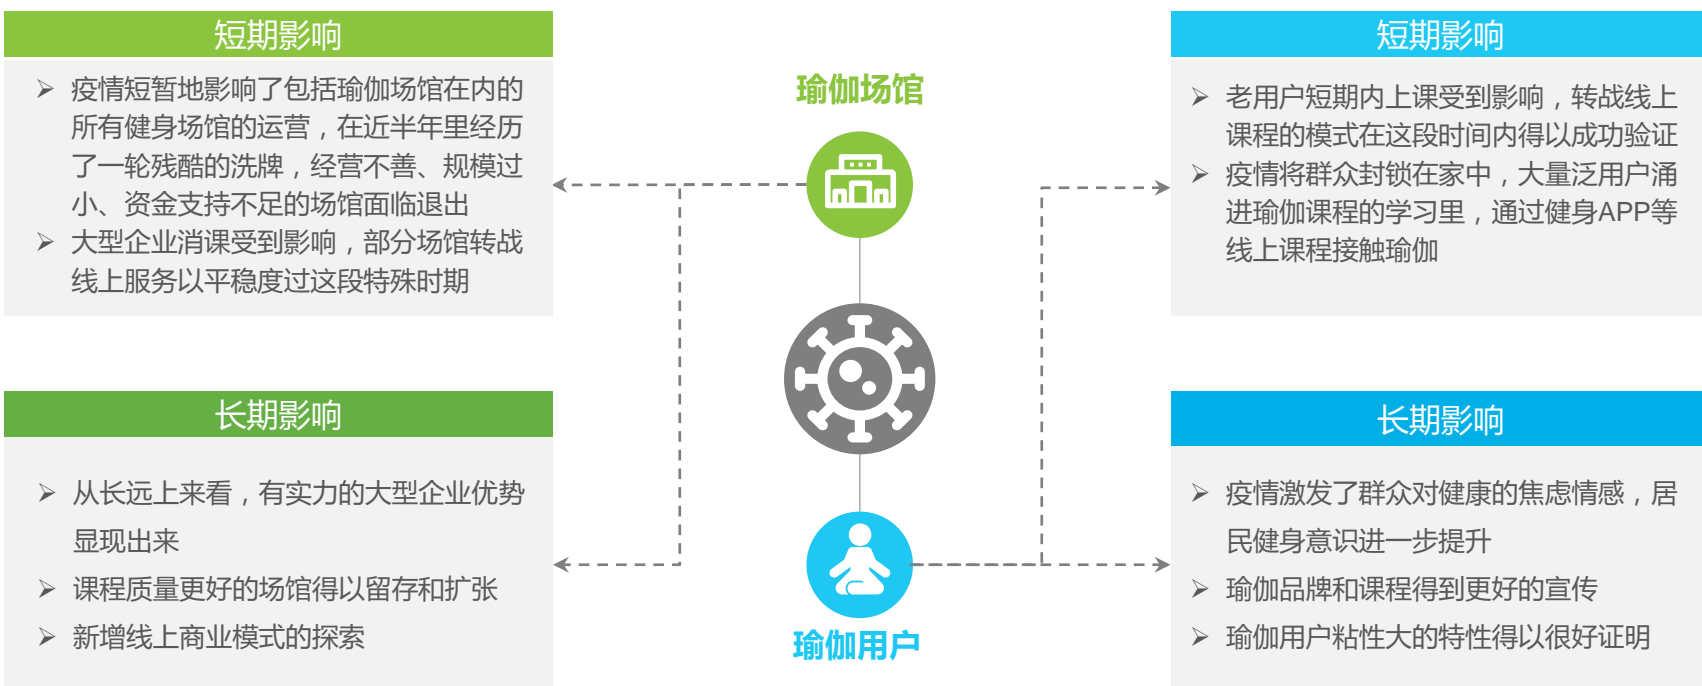 短期影响
疫情短暂地影响了包括瑜伽场馆在内的
所有健身场馆的运营，在近半年里经历
了一轮残酷的洗牌，经营不善、规模过
小、资金支持不足的场馆面临退出
大型企业消课受到影响，部分场馆转战
线上服务以平稳度过这段特殊时期
长期影响
从长远上来看，有实力的大型企业优势
显现出来
课程质量更好的场馆得以留存和扩张
新增线上商业模式的探索
瑜伽场馆
瑜伽用户
短期影响
老用户短期内上课受到影响，转战线上
课程的模式在这段时间内得以成功验证
疫情将群众封锁在家中，大量泛用户涌
进瑜伽课程的学习里，通过健身APP等
线上课程接触瑜伽
长期影响
疫情激发了群众对健康的焦虑情感，居
民健身意识进一步提升
瑜伽品牌和课程得到更好的宣传
瑜伽用户粘性大的特性得以很好证明